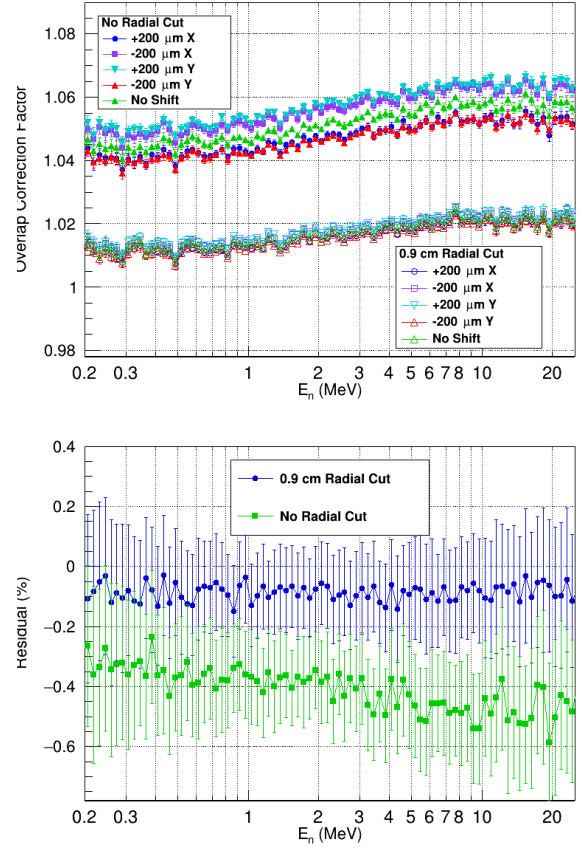 1.08
1.06
1.04
1.02
1
0.98
Overlap Correction Factor
No Radial Cut
+200 μm X
-200 μm X
+200 μm Y
-200 μm Y
No Shift
0.9 cm Radial Cut
+200 μm X
-200 μm X
+200 μm Y
-200 μm Y
No Shift
0.2 0.3 1 2 3 4 5 6 7 8 10 20
E_n (MeV)
0.4
0.2
0
−0.2
−0.4
−0.6
Residual (%)
0.9 cm Radial Cut
No Radial Cut
0.2 0.3 1 2 3 4 5 6 7 8 10 20
E_n (MeV)